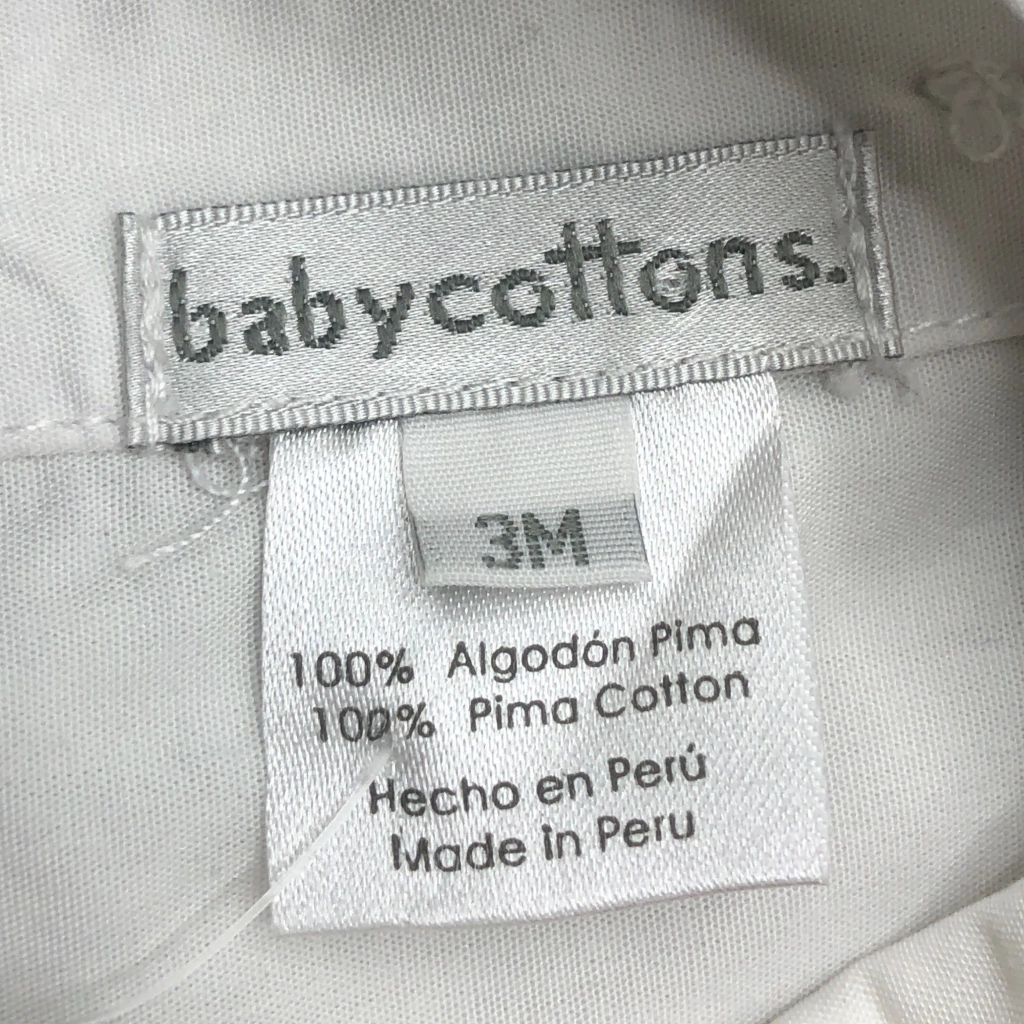 babycottons.
3M
100% Algodón Pima
100% Pima Cotton
Hecho en Perú
Made in Peru